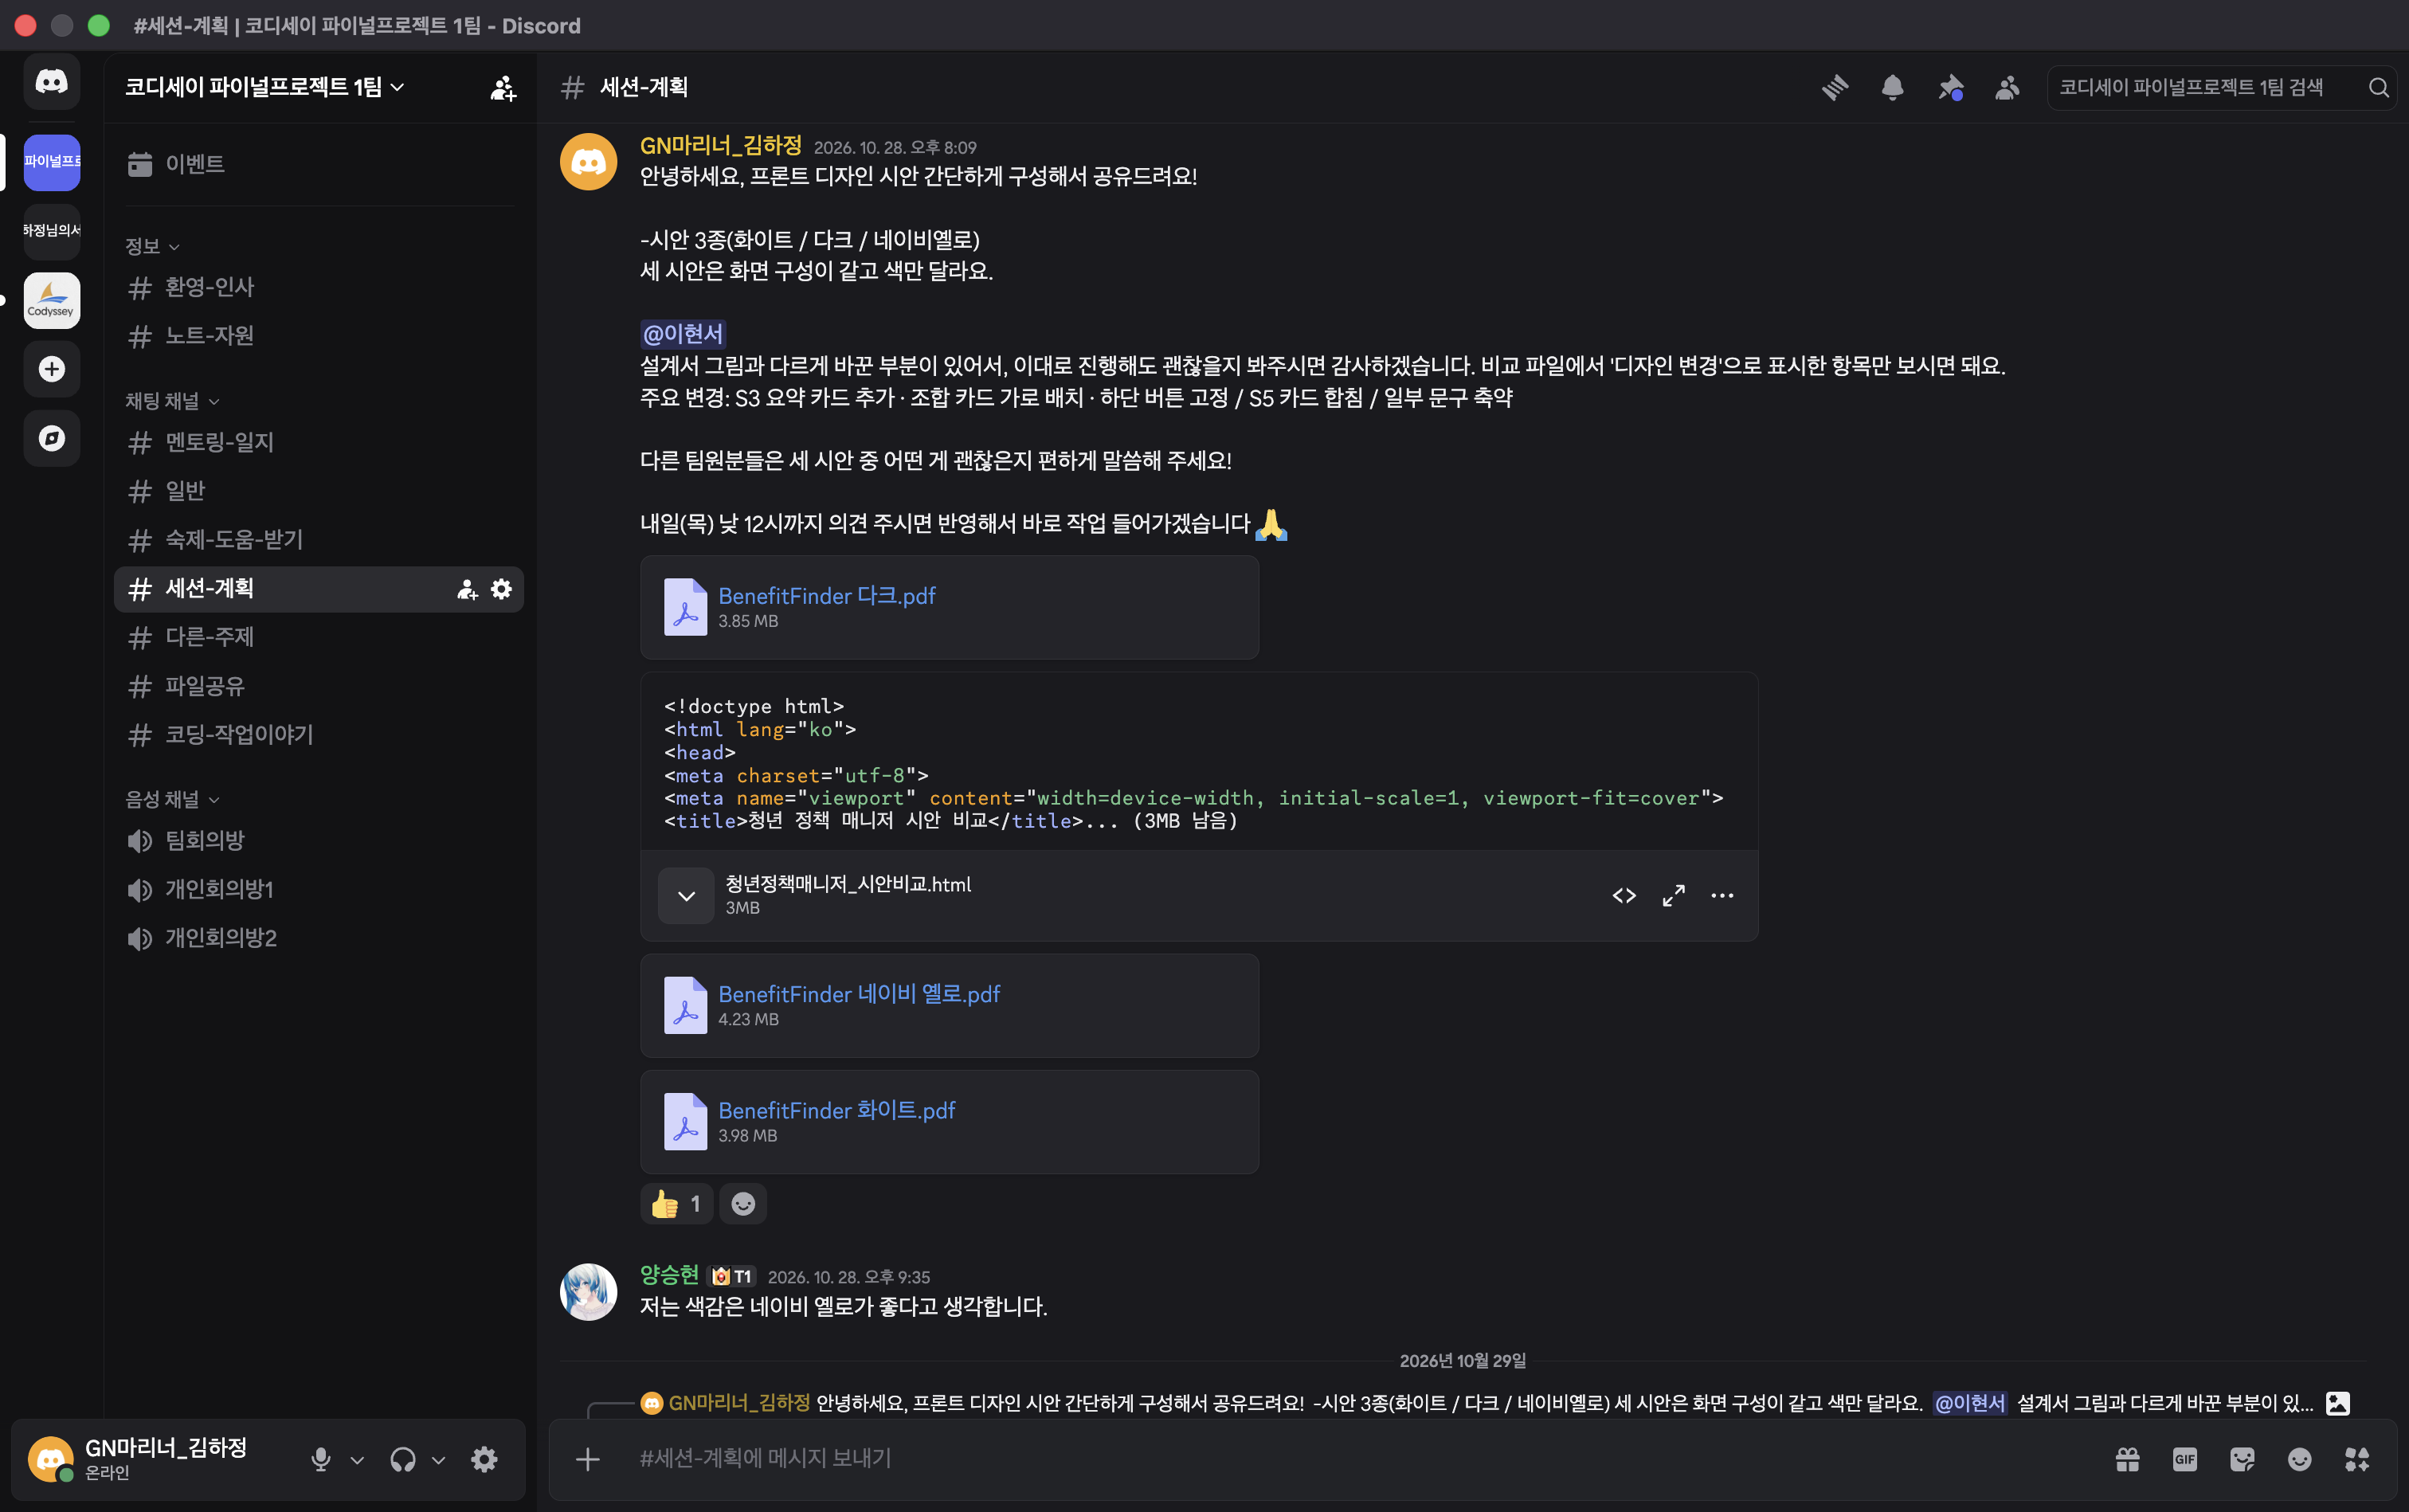 #세션-계획 | 코디세이 파이널프로젝트 1팀 - Discord
파이널프로
하정님의서
Codyssey
코디세이 파이널프로젝트 1팀
이벤트
정보
환영-인사
노트-자원
채팅 채널
멘토링-일지
일반
숙제-도움-받기
세션-계획
다른-주제
파일공유
코딩-작업이야기
음성 채널
팀회의방
개인회의방1
개인회의방2
GN마리너_김하정
온라인
세션-계획
코디세이 파이널프로젝트 1팀 검색
GN마리너_김하정 2026. 10. 28. 오후 8:09
안녕하세요, 프론트 디자인 시안 간단하게 구성해서 공유드려요!
-시안 3종(화이트 / 다크 / 네이비옐로)
세 시안은 화면 구성이 같고 색만 달라요.
@이현서
설계서 그림과 다르게 바꾼 부분이 있어서, 이대로 진행해도 괜찮을지 봐주시면 감사하겠습니다. 비교 파일에서 '디자인 변경'으로 표시한 항목만 보시면 돼요.
주요 변경: S3 요약 카드 추가 · 조합 카드 가로 배치 · 하단 버튼 고정 / S5 카드 합침 / 일부 문구 축약
다른 팀원분들은 세 시안 중 어떤 게 괜찮은지 편하게 말씀해 주세요!
내일(목) 낮 12시까지 의견 주시면 반영해서 바로 작업 들어가겠습니다 🙏
BenefitFinder 다크.pdf
3.85 MB
<!doctype html>
<html lang="ko">
<head>
<meta charset="utf-8">
<meta name="viewport" content="width=device-width, initial-scale=1, viewport-fit=cover">
<title>청년 정책 매니저 시안 비교</title>... (3MB 남음)
청년정책매니저_시안비교.html
3MB
BenefitFinder 네이비 옐로.pdf
4.23 MB
BenefitFinder 화이트.pdf
3.98 MB
👍 1
양승현 T1 2026. 10. 28. 오후 9:35
저는 색감은 네이비 옐로가 좋다고 생각합니다.
2026년 10월 29일
GN마리너_김하정 안녕하세요, 프론트 디자인 시안 간단하게 구성해서 공유드려요! -시안 3종(화이트 / 다크 / 네이비옐로) 세 시안은 화면 구성이 같고 색만 달라요. @이현서 설계서 그림과 다르게 바꾼 부분이 있...
#세션-계획에 메시지 보내기
GIF